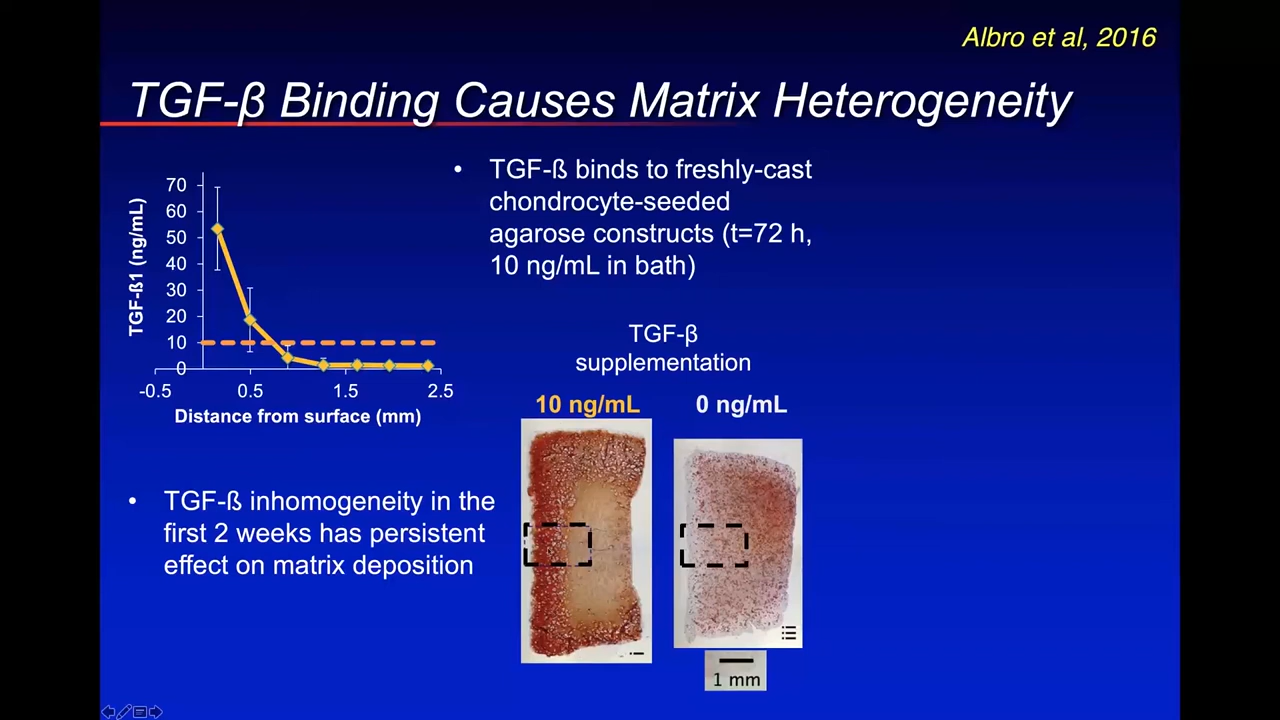 Albro et al, 2016
TGF-β Binding Causes Matrix Heterogeneity
• TGF-ß binds to freshly-cast
chondrocyte-seeded
agarose constructs (t=72 h,
10 ng/mL in bath)
TGF-ß1 (ng/mL)
70
60
50
40
30
20
10
0
-0.5 0.5 1.5 2.5
Distance from surface (mm)
TGF-β
supplementation
10 ng/mL 0 ng/mL
• TGF-ß inhomogeneity in the
first 2 weeks has persistent
effect on matrix deposition
1 mm